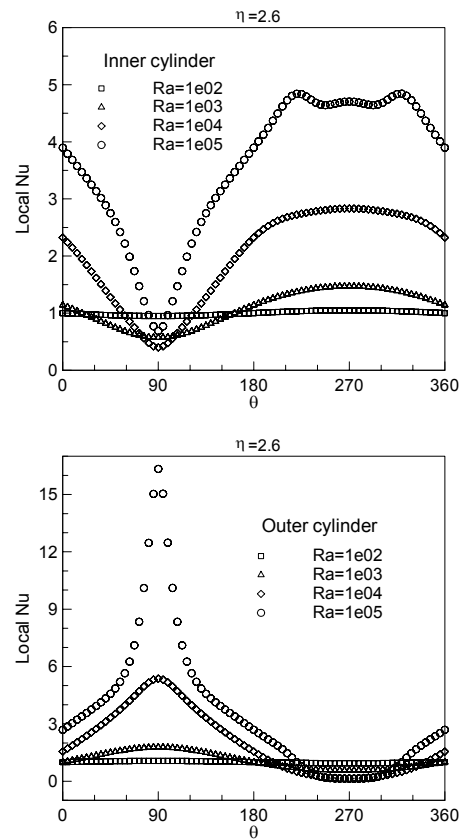 η=2.6
6
5
4
3
2
1
0
Local Nu
Inner cylinder
Ra=1e02
Ra=1e03
Ra=1e04
Ra=1e05
0 90 180 270 360
θ
η=2.6
15
12
9
6
3
0
Local Nu
Outer cylinder
Ra=1e02
Ra=1e03
Ra=1e04
Ra=1e05
0 90 180 270 360
θ